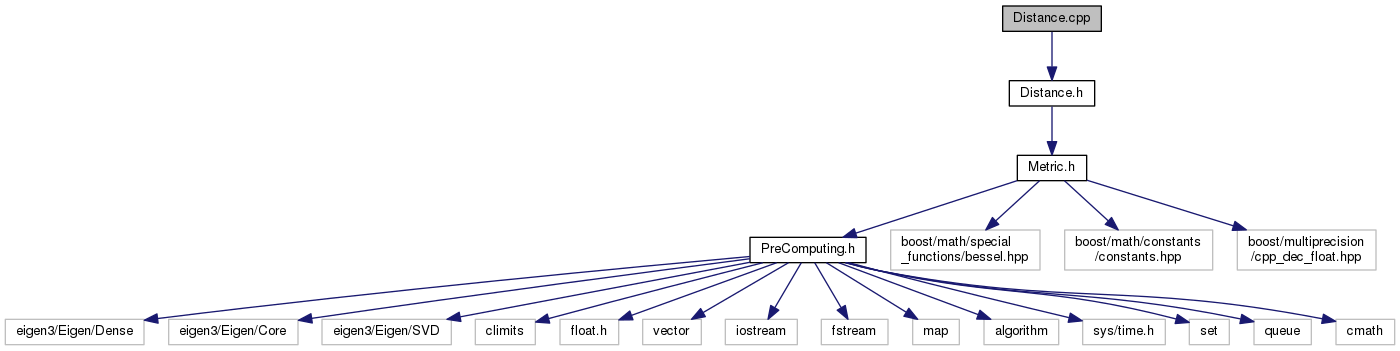 Distance.cpp
Distance.h
Metric.h
PreComputing.h
boost/math/special
_functions/bessel.hpp
boost/math/constants
/constants.hpp
boost/multiprecision
/cpp_dec_float.hpp
eigen3/Eigen/Dense
eigen3/Eigen/Core
eigen3/Eigen/SVD
climits
float.h
vector
iostream
fstream
map
algorithm
sys/time.h
set
queue
cmath